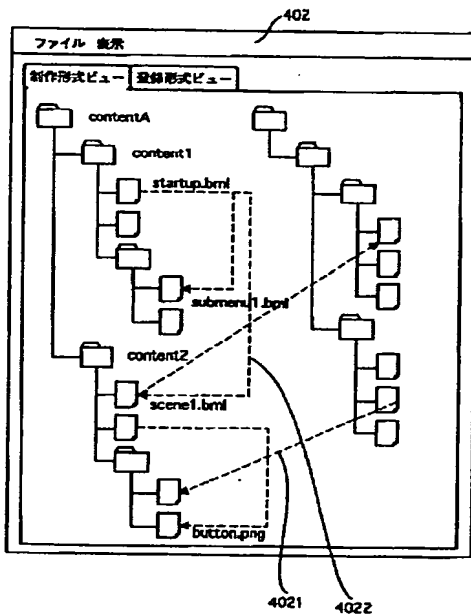 402
ファイル 表示
制作形式ビュー 登録形式ビュー
contentA
content1
startup.bml
submenu1.bml
content2
scene1.bml
button.png
4021 4022